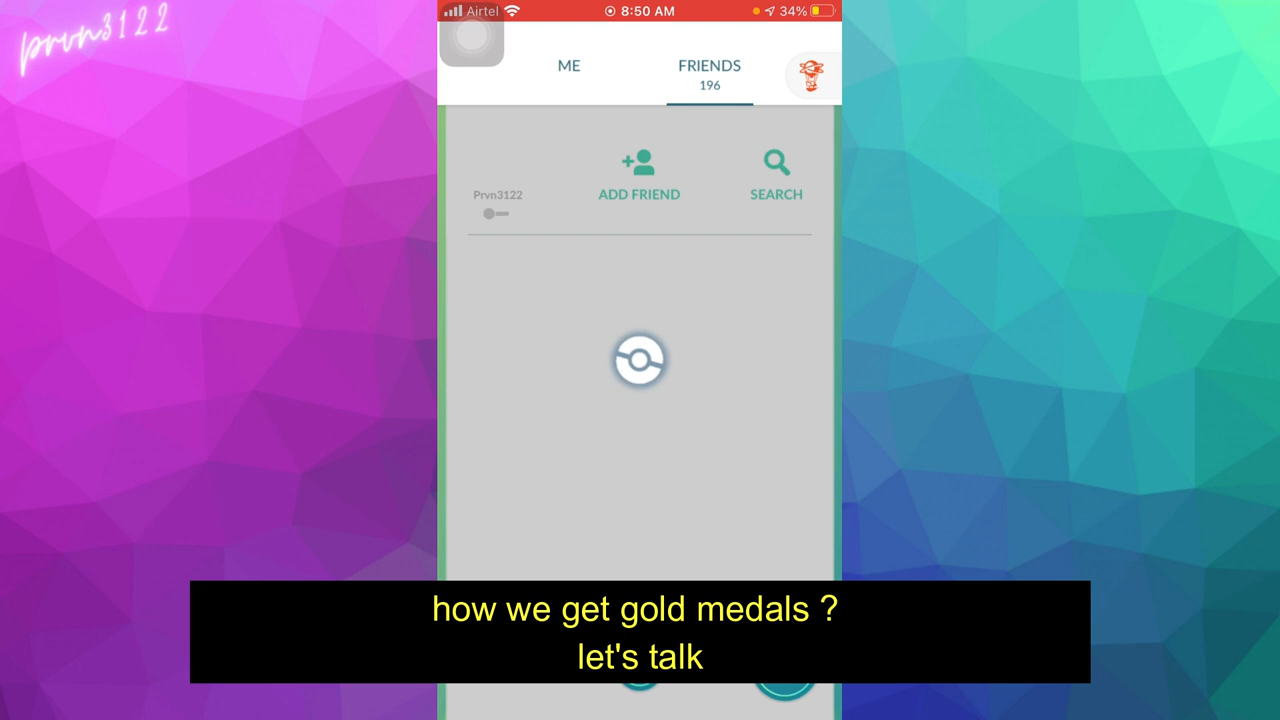 prvn3122
Airtel 8:50 AM 34%
ME FRIENDS
196
Prvn3122 ADD FRIEND SEARCH
how we get gold medals ?
let's talk